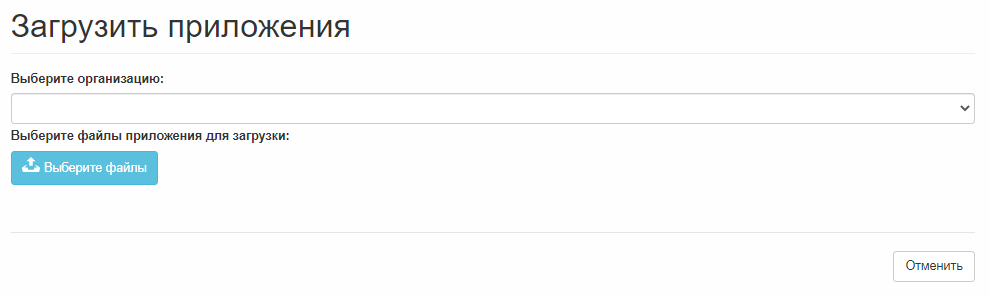 Загрузить приложения
Выберите организацию:
Выберите файлы приложения для загрузки:
Выберите файлы
Отменить